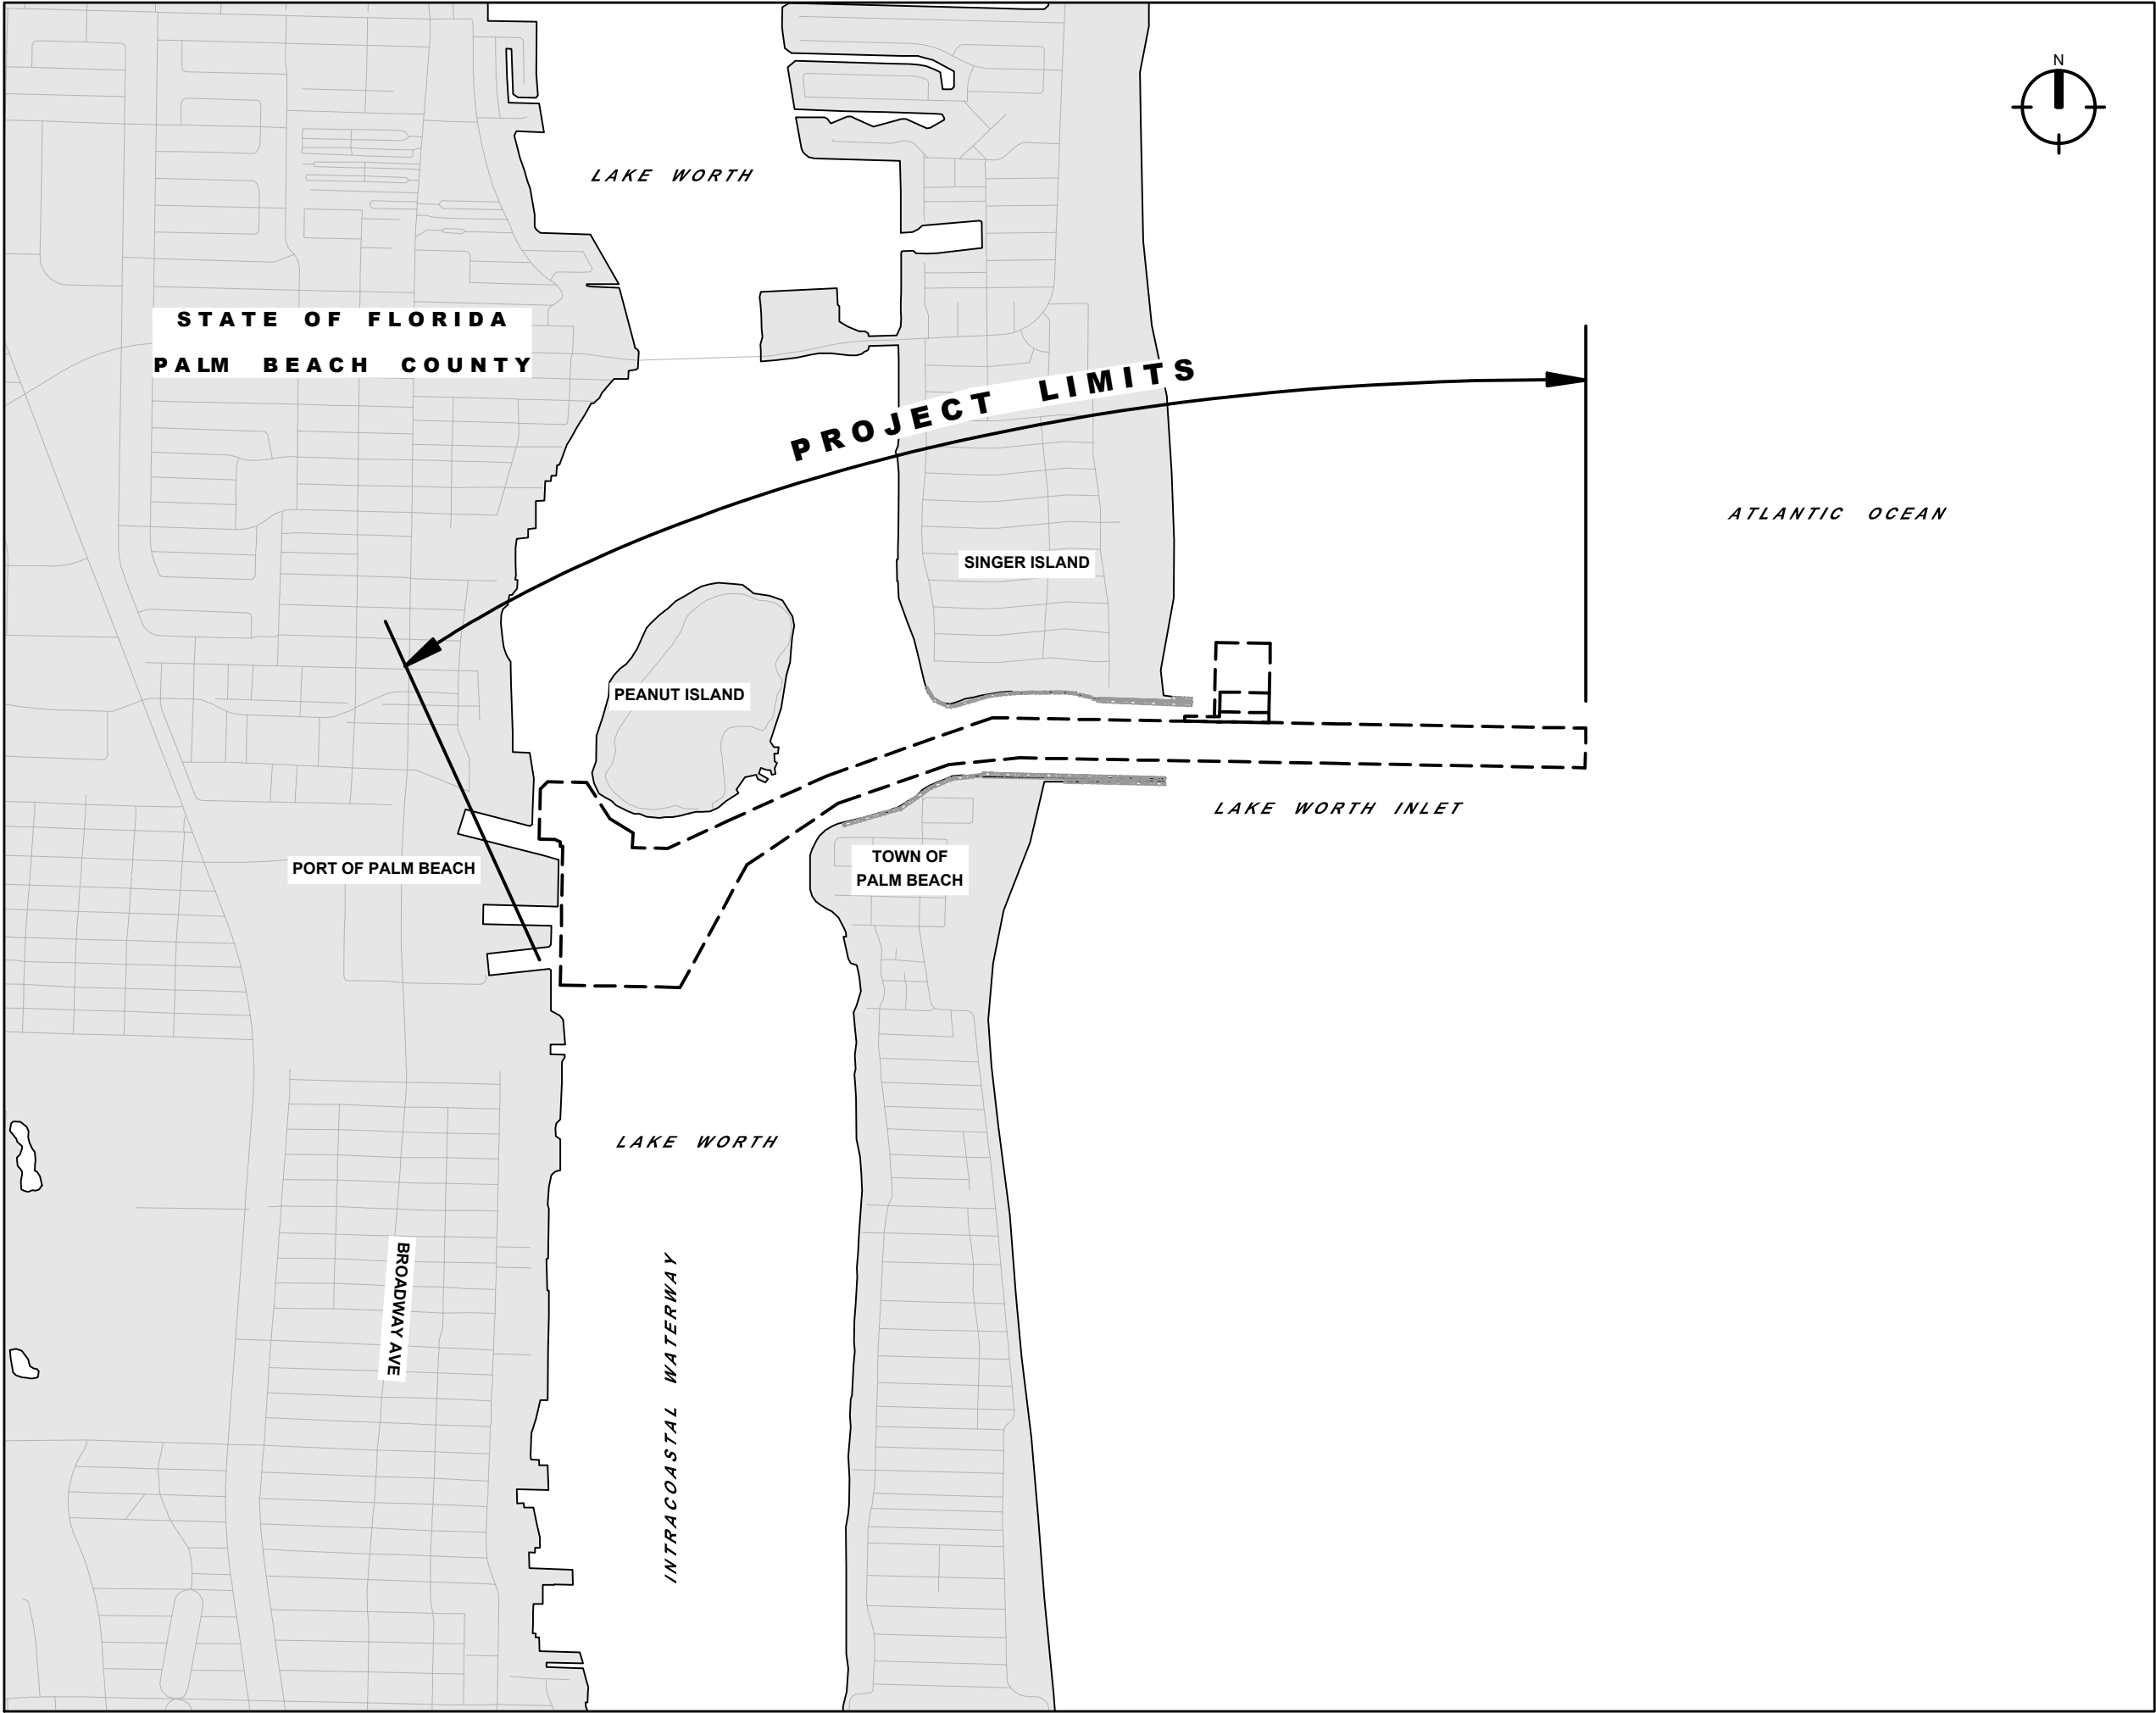 N
LAKE WORTH
STATE OF FLORIDA
PALM BEACH COUNTY
PROJECT LIMITS
ATLANTIC OCEAN
SINGER ISLAND
PEANUT ISLAND
LAKE WORTH INLET
PORT OF PALM BEACH
TOWN OF
PALM BEACH
LAKE WORTH
BROADWAY AVE
INTRACOASTAL WATERWAY